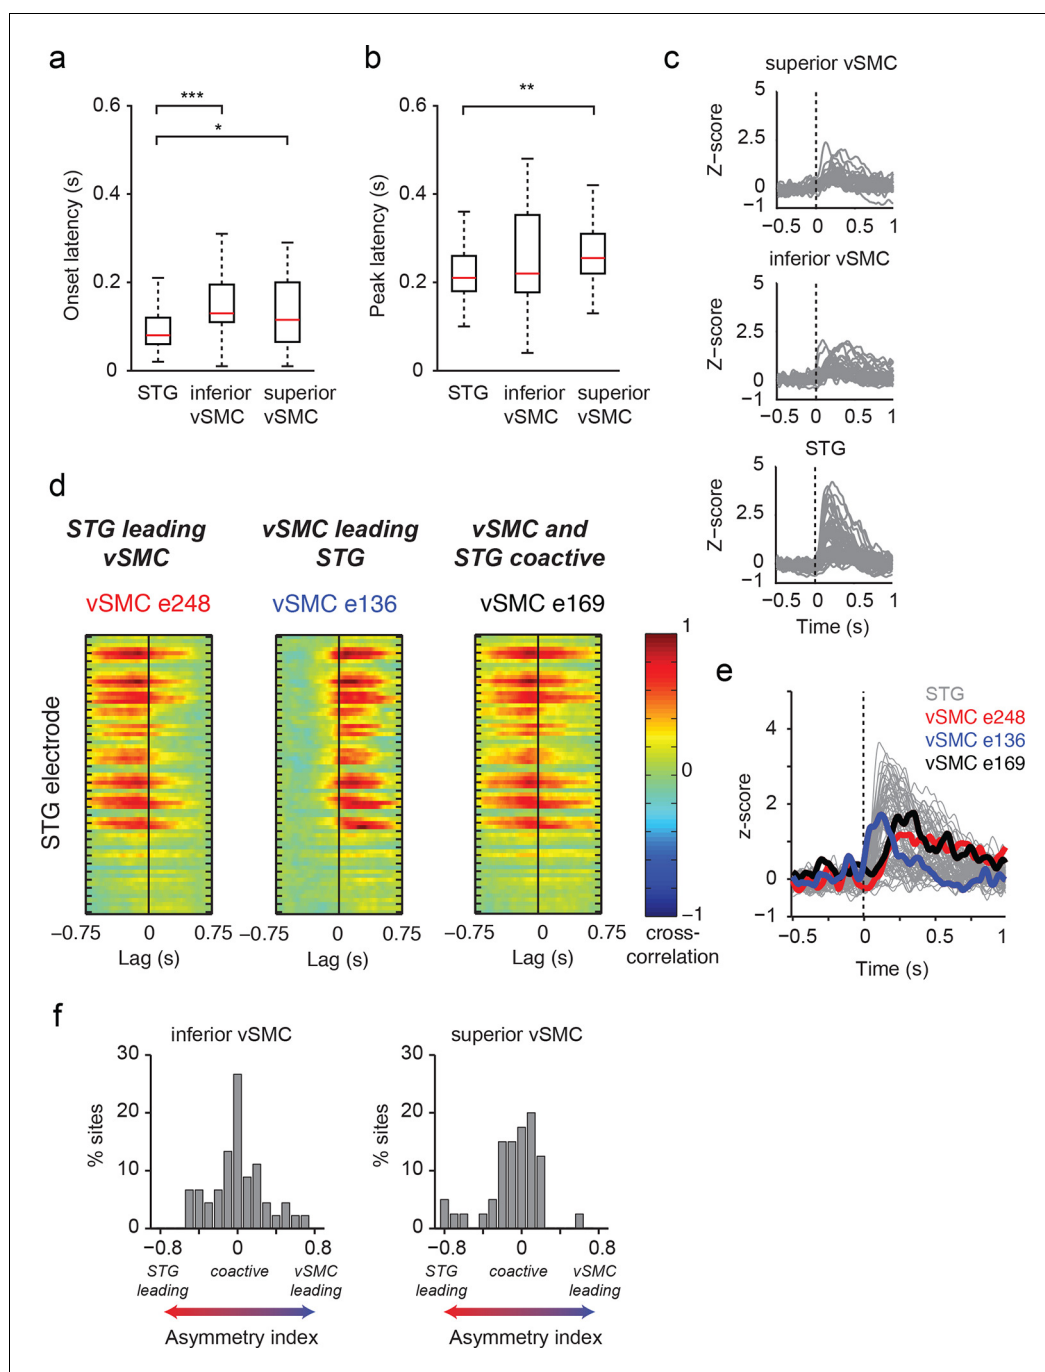 a
***
*
0.6
0.4
0.2
0
Onset latency (s)
STG
inferior
vSMC
superior
vSMC
b
**
0.6
0.4
0.2
0
Peak latency (s)
STG
inferior
vSMC
superior
vSMC
c
superior vSMC
5
2.5
0
−1
Z−score
−0.5 0 0.5 1
inferior vSMC
5
2.5
0
−1
Z−score
−0.5 0 0.5 1
STG
5
2.5
0
−1
Z−score
−0.5 0 0.5 1
Time (s)
d
STG leading
vSMC
vSMC e248
vSMC leading
STG
vSMC e136
vSMC and
STG coactive
vSMC e169
STG electrode
−0.75 0 0.75
Lag (s)
−0.75 0 0.75
Lag (s)
−0.75 0 0.75
Lag (s)
1
0
−1
cross-
correlation
e
STG
vSMC e248
vSMC e136
vSMC e169
4
2
0
−1
z-score
−0.5 0 0.5 1
Time (s)
f
inferior vSMC
30
20
10
0
% sites
−0.8 0 0.8
STG
leading
coactive
vSMC
leading
Asymmetry index
superior vSMC
30
20
10
0
% sites
−0.8 0 0.8
STG
leading
coactive
vSMC
leading
Asymmetry index